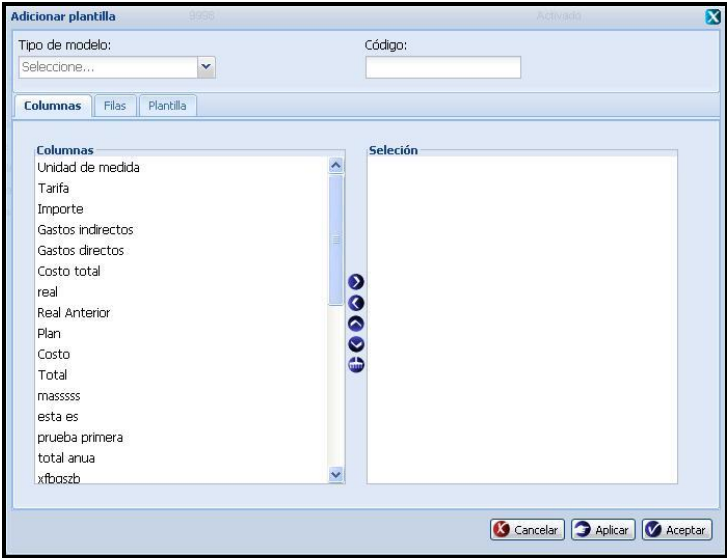 Adicionar plantilla
9998
Activado
Tipo de modelo:
Código:
Seleccione...
Columnas
Filas
Plantilla
Columnas
Seleción
Unidad de medida
Tarifa
Importe
Gastos indirectos
Gastos directos
Costo total
real
Real Anterior
Plan
Costo
Total
masssss
esta es
prueba primera
total anua
xfbgszb
Cancelar
Aplicar
Aceptar